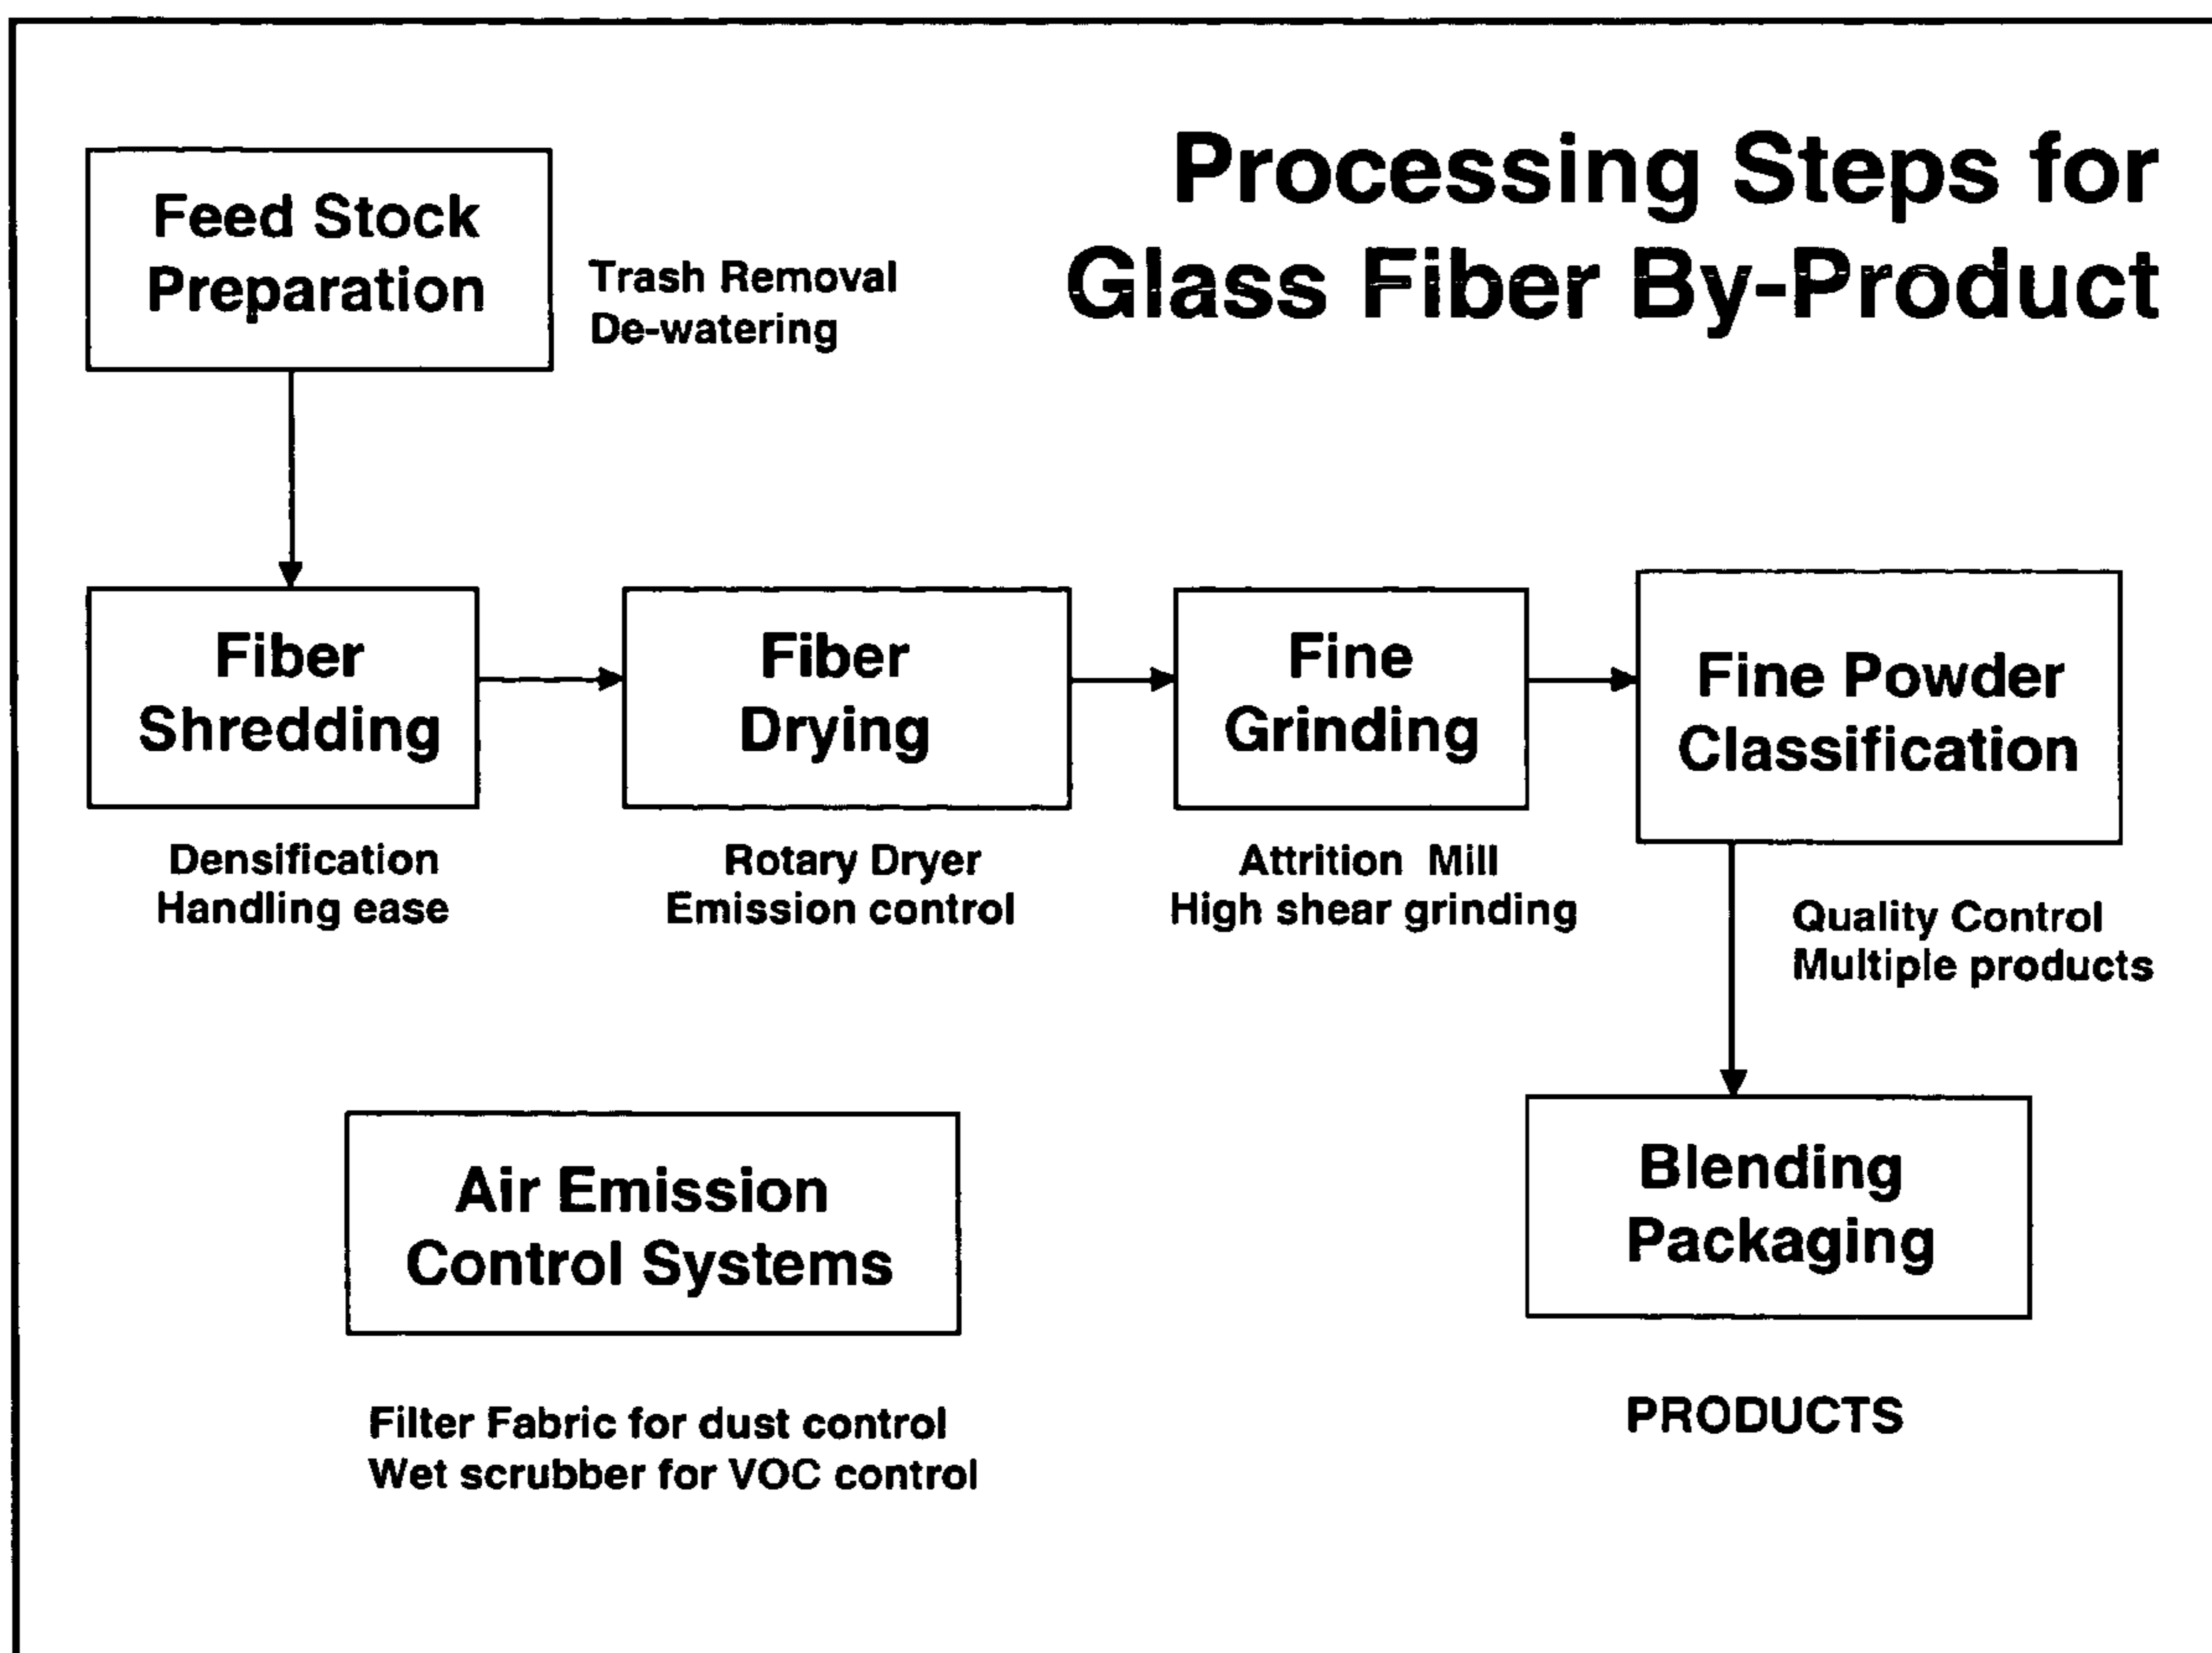 Processing Steps for
Glass Fiber By-Product
Feed Stock
Preparation
Trash Removal
De-watering
Fiber
Shredding
Densification
Handling ease
Fiber
Drying
Rotary Dryer
Emission control
Fine
Grinding
Attrition Mill
High shear grinding
Fine Powder
Classification
Quality Control
Multiple products
Blending
Packaging
PRODUCTS
Air Emission
Control Systems
Filter Fabric for dust control
Wet scrubber for VOC control